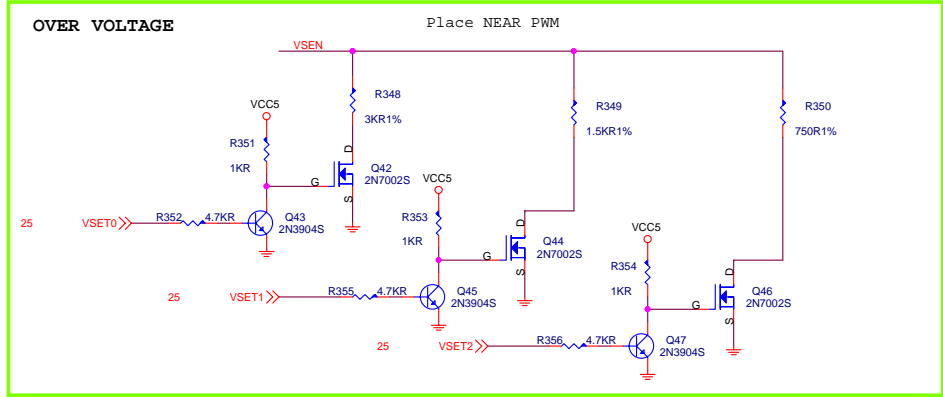 OVER VOLTAGE
Place NEAR PWM
VSEN
R348
3KR1%
R349
1.5KR1%
R350
750R1%
VCC5
R351
1KR
D
G
S
Q42
2N7002S
25
VSET0
R352
4.7KR
Q43
2N3904S
VCC5
R353
1KR
D
G
S
Q44
2N7002S
25
VSET1
R355
4.7KR
Q45
2N3904S
VCC5
R354
1KR
D
G
S
Q46
2N7002S
25
VSET2
R356
4.7KR
Q47
2N3904S